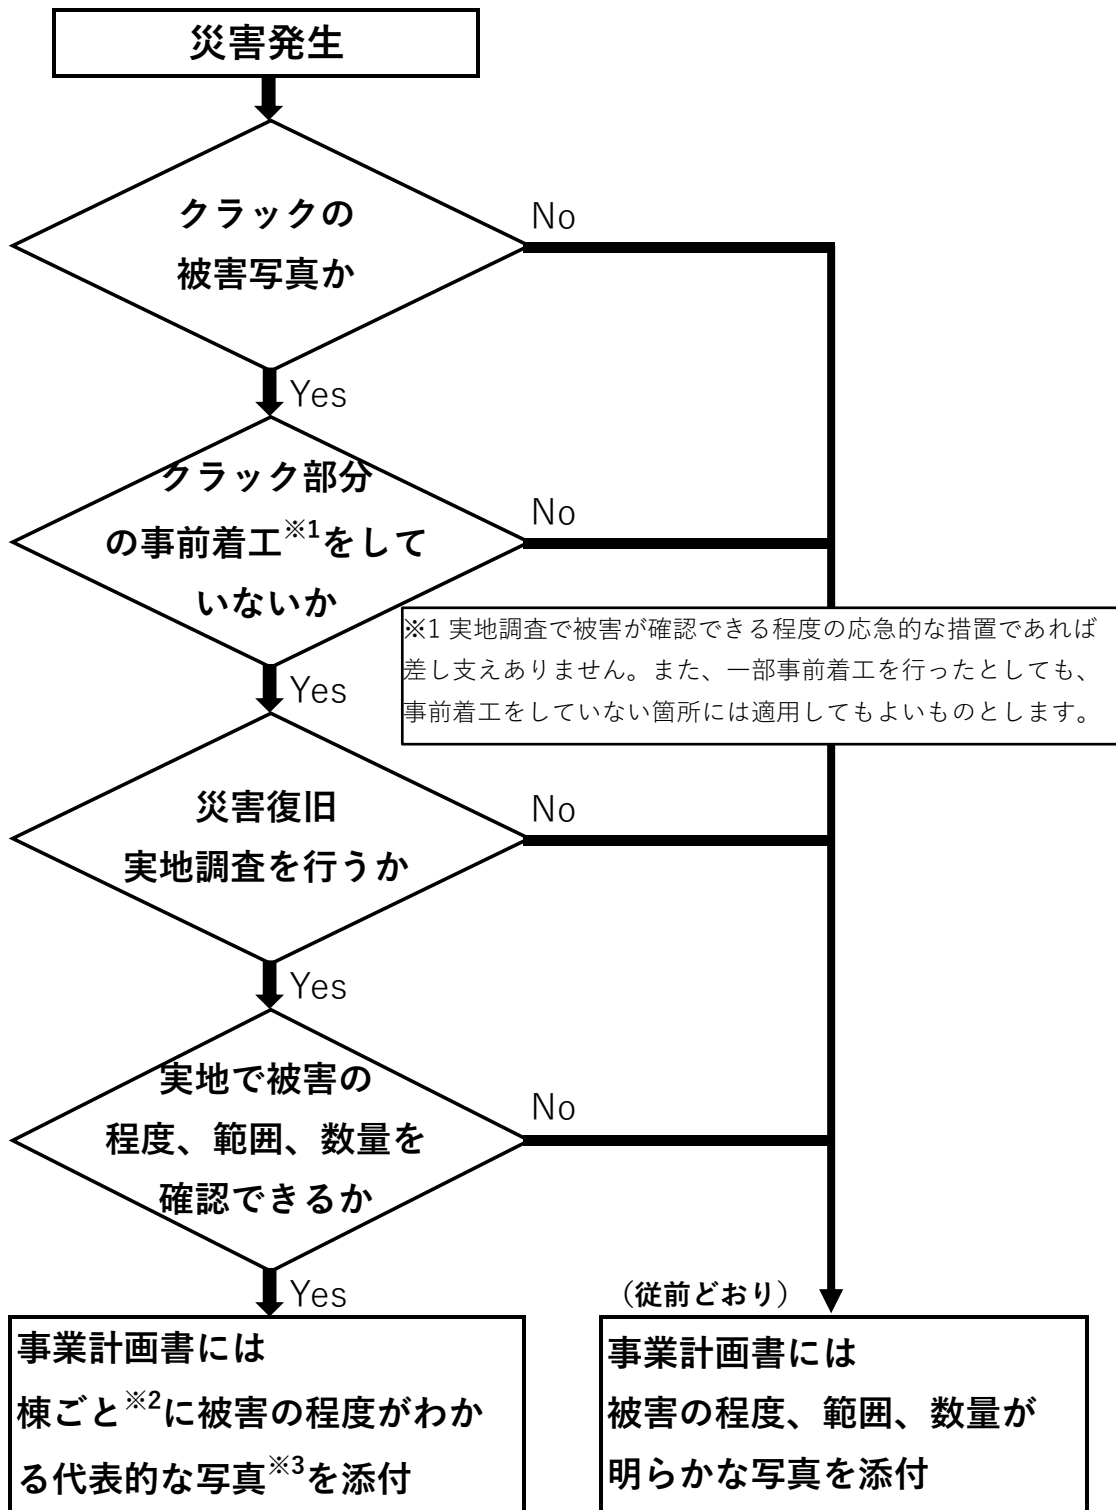 災害発生
クラックの
被害写真か
No
Yes
クラック部分
の事前着工※1をして
いないか
No
※1 実地調査で被害が確認できる程度の応急的な措置であれば
差し支えありません。また、一部事前着工を行ったとしても、
事前着工をしていない箇所には適用してもよいものとします。
Yes
災害復旧
実地調査を行うか
No
Yes
実地で被害の
程度、範囲、数量を
確認できるか
No
Yes
事業計画書には
棟ごと※2に被害の程度がわか
る代表的な写真※3を添付
（従前どおり）
事業計画書には
被害の程度、範囲、数量が
明らかな写真を添付